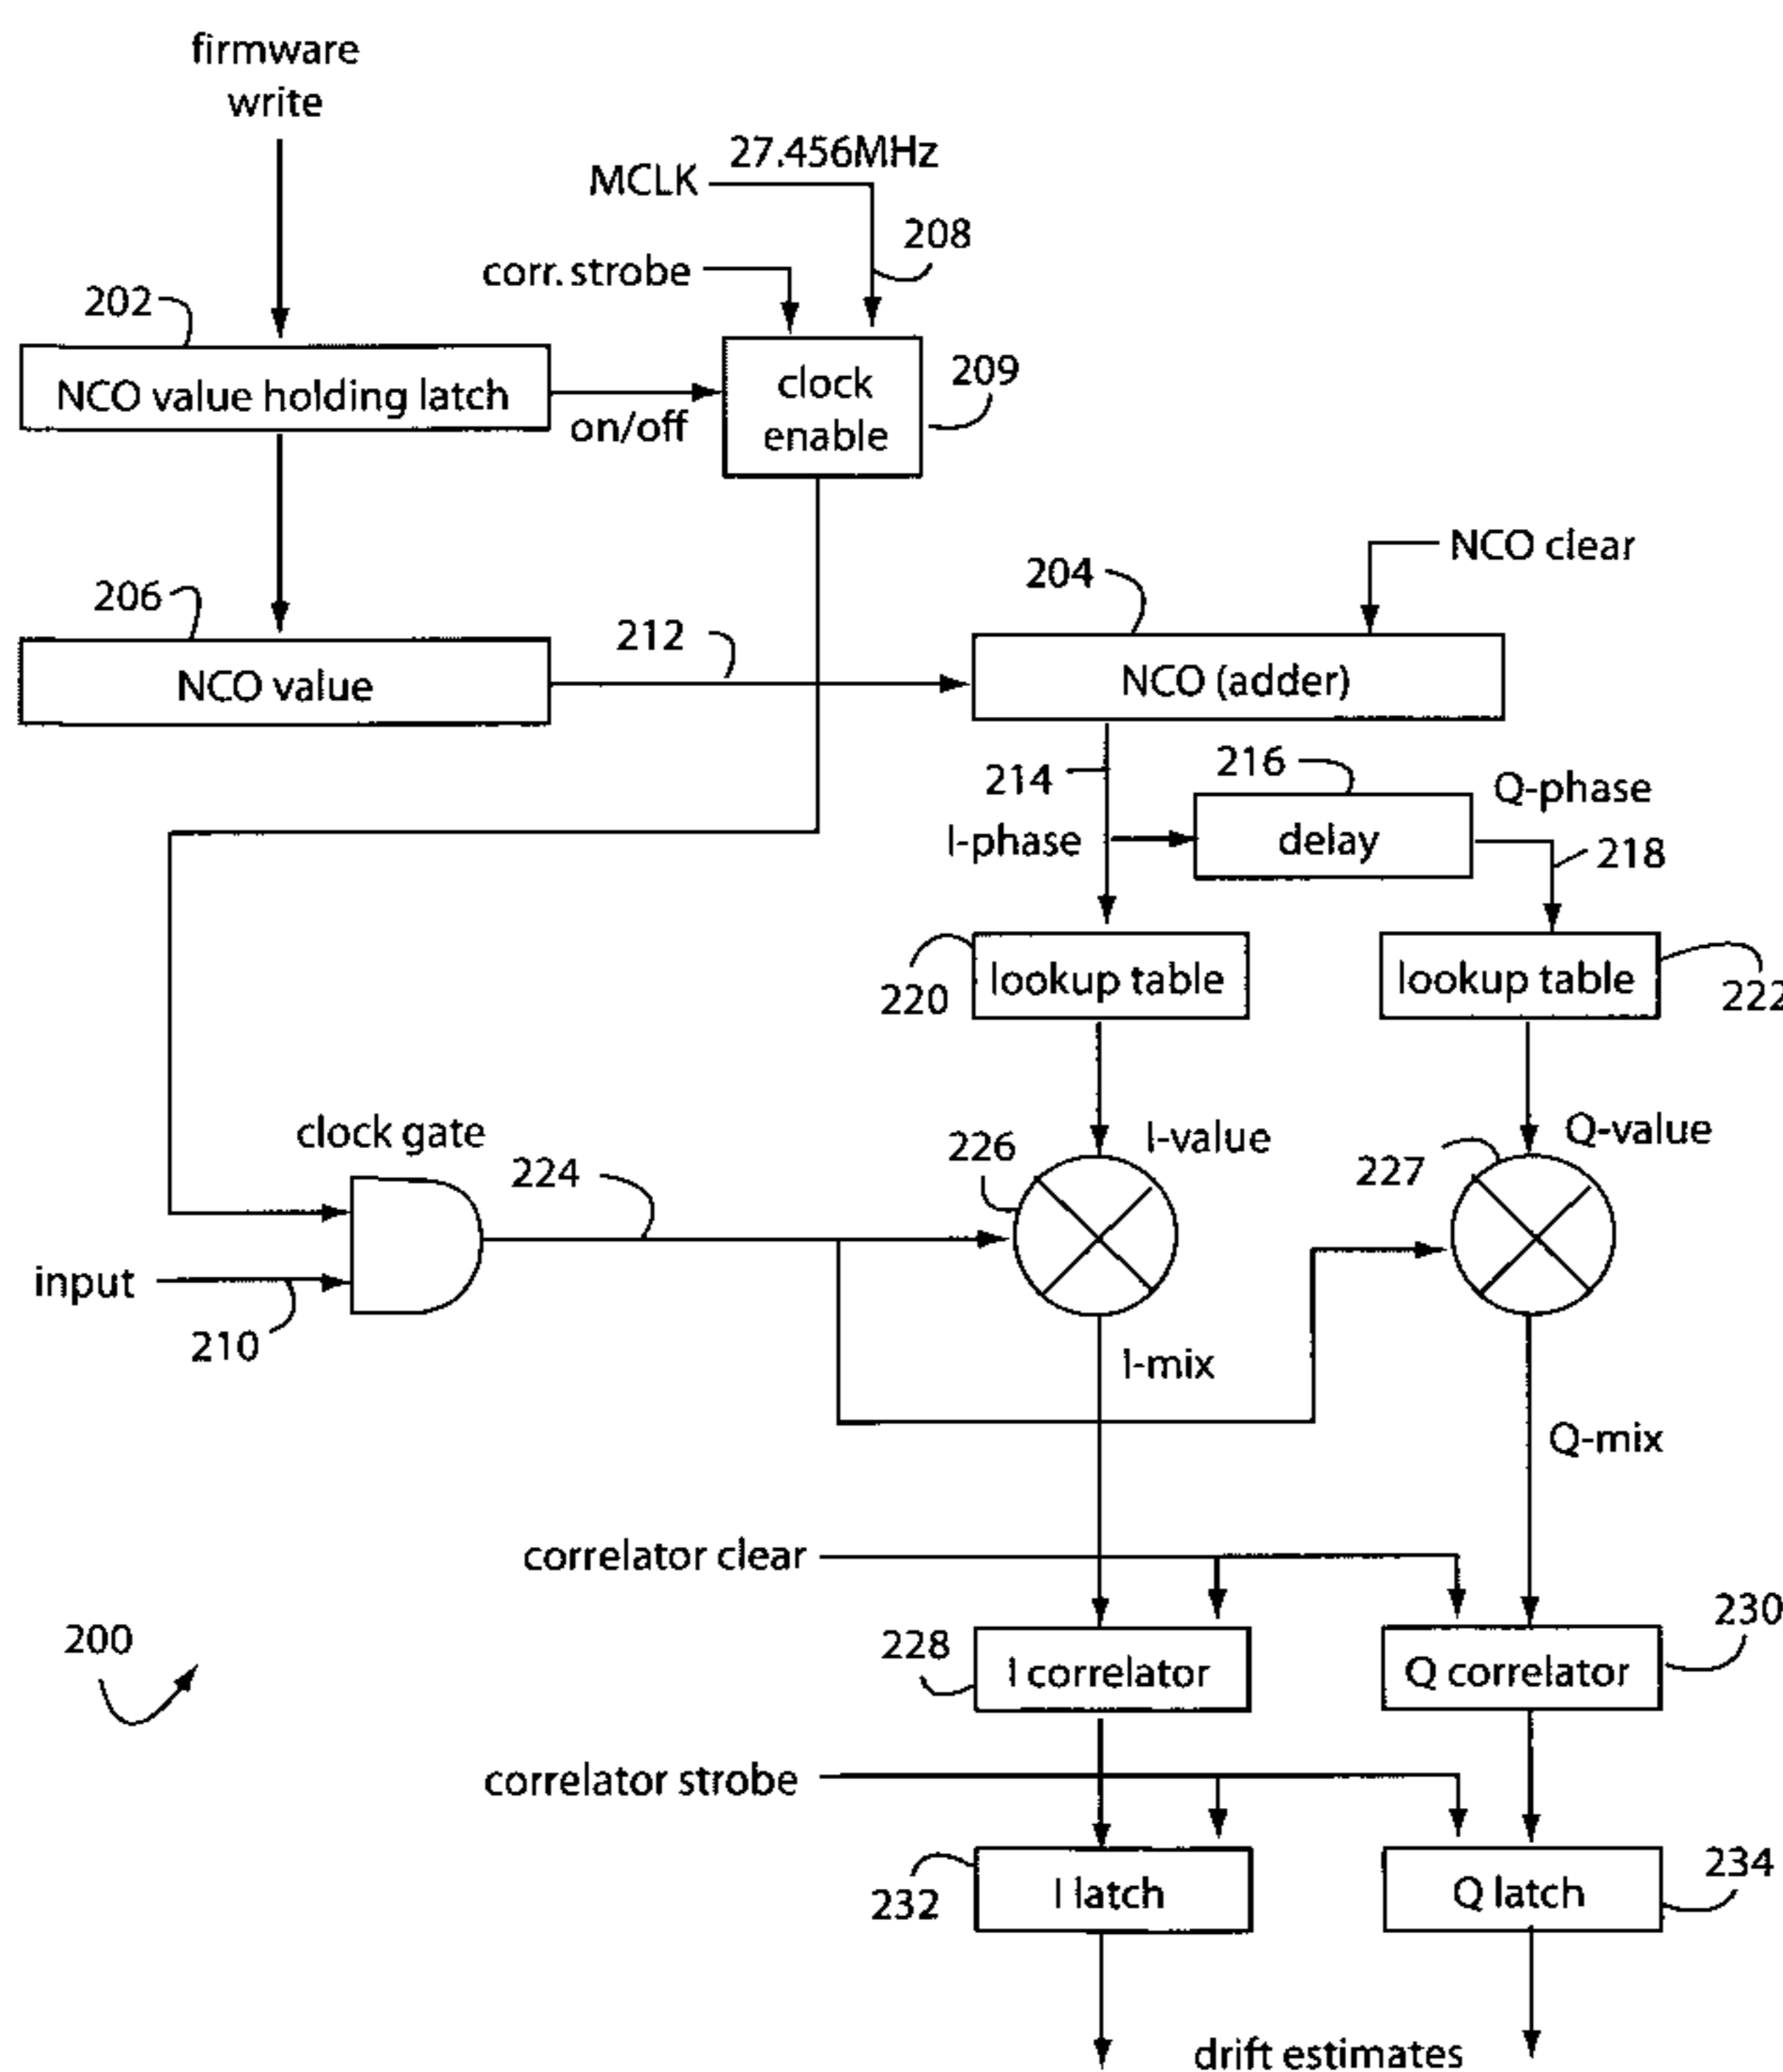 firmware
write
27.456MHz
MCLK
208
corr. strobe
202
NCO value holding latch
on/off
clock
enable
209
NCO clear
204
206
212
NCO value
NCO (adder)
214
216
Q-phase
I-phase
delay
218
220
lookup table
lookup table
222
clock gate
224
226
I-value
227
Q-value
input
210
I-mix
Q-mix
correlator clear
200
228
I correlator
Q correlator
230
correlator strobe
232
I latch
Q latch
234
drift estimates